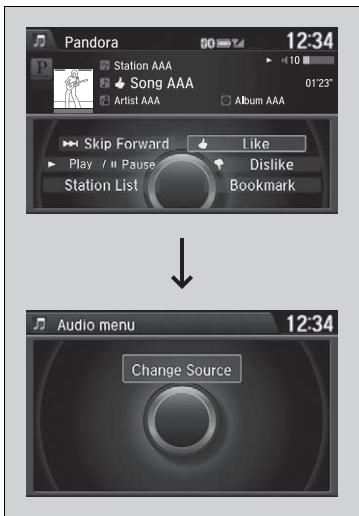 Pandora 12:34
Station AAA
10
Song AAA 01'23"
Artist AAA Album AAA
Skip Forward Like
Play / Pause Dislike
Station List Bookmark
Audio menu 12:34
Change Source